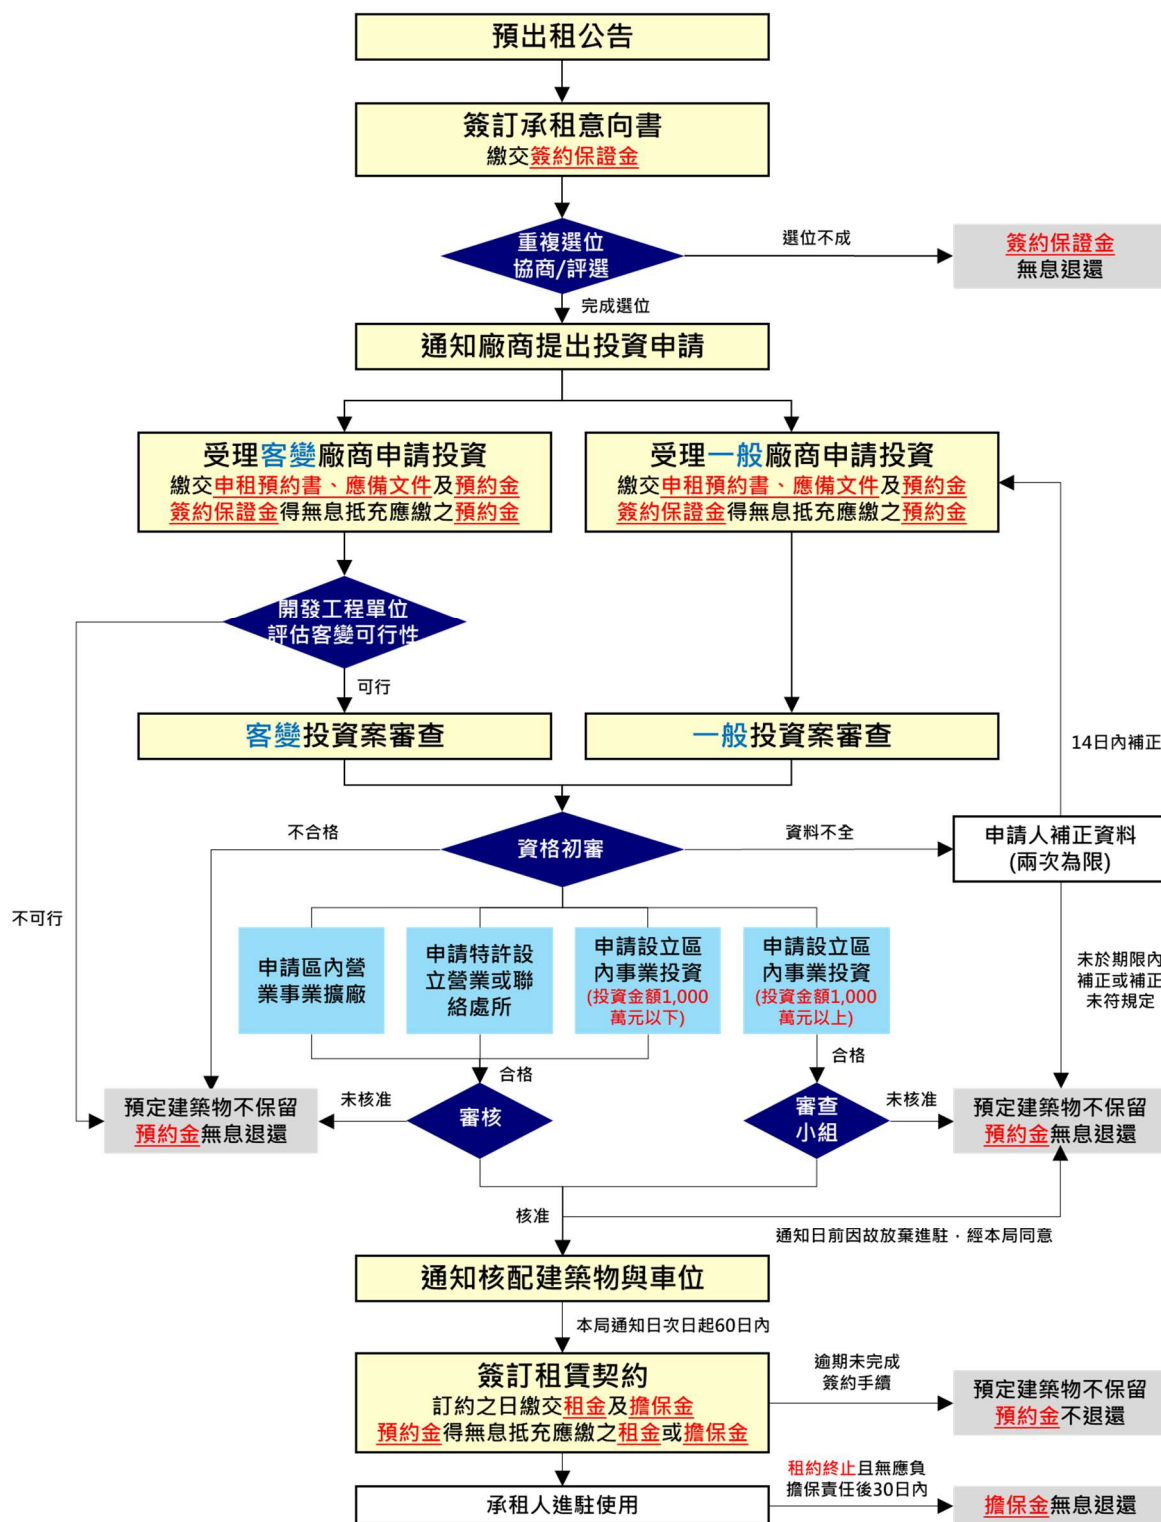 預出租公告
簽訂承租意向書
繳交簽約保證金
重複選位
協商/評選
選位不成
簽約保證金
無息退還
完成選位
通知廠商提出投資申請
受理客變廠商申請投資
繳交申租預約書、應備文件及預約金
簽約保證金得無息抵充應繳之預約金
受理一般廠商申請投資
繳交申租預約書、應備文件及預約金
簽約保證金得無息抵充應繳之預約金
開發工程單位
評估客變可行性
可行
客變投資案審查
一般投資案審查
14日內補正
不合格
資格初審
資料不全
申請人補正資料
(兩次為限)
不可行
申請區內營
業事業擴廠
申請特許設
立營業或聯
絡處所
申請設立區
內事業投資
(投資金額1,000
萬元以下)
申請設立區
內事業投資
(投資金額1,000
萬元以上)
未於期限內
補正或補正
未符規定
合格
合格
預定建築物不保留
預約金無息退還
未核准
審核
審查
小組
未核准
預定建築物不保留
預約金無息退還
核准
通知日前因故放棄進駐，經本局同意
通知核配建築物與車位
本局通知日次日起60日內
簽訂租賃契約
訂約之日繳交租金及擔保金
預約金得無息抵充應繳之租金或擔保金
逾期未完成
簽約手續
預定建築物不保留
預約金不退還
承租人進駐使用
租約終止且無應負
擔保責任後30日內
擔保金無息退還